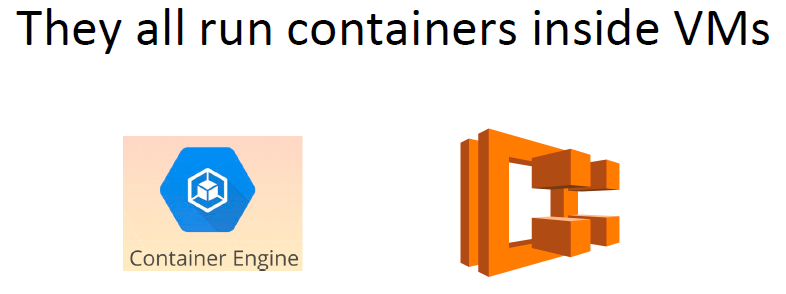 They all run containers inside VMs
Container Engine